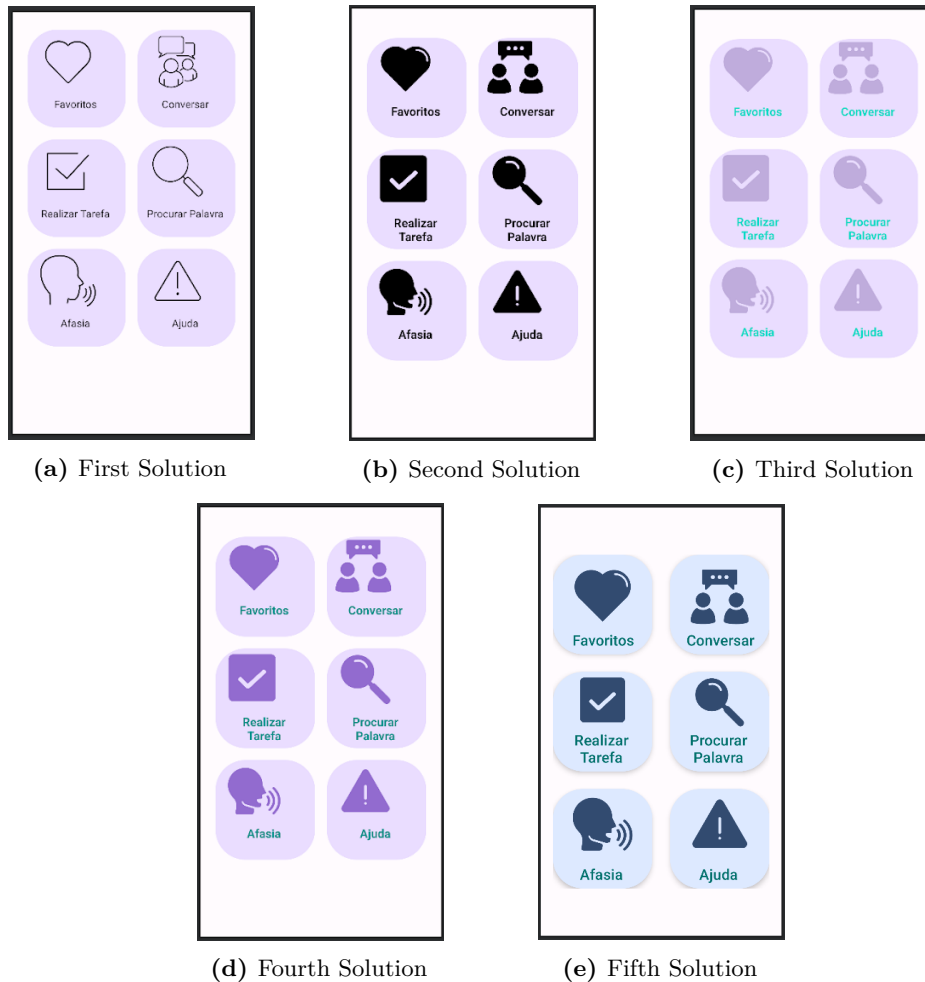 Favoritos
Conversar
Realizar Tarefa
Procurar Palavra
Afasia
Ajuda
(a) First Solution
Favoritos
Conversar
Realizar
Tarefa
Procurar
Palavra
Afasia
Ajuda
(b) Second Solution
Favoritos
Conversar
Realizar
Tarefa
Procurar
Palavra
Afasia
Ajuda
(c) Third Solution
Favoritos
Conversar
Realizar
Tarefa
Procurar
Palavra
Afasia
Ajuda
(d) Fourth Solution
Favoritos
Conversar
Realizar
Tarefa
Procurar
Palavra
Afasia
Ajuda
(e) Fifth Solution